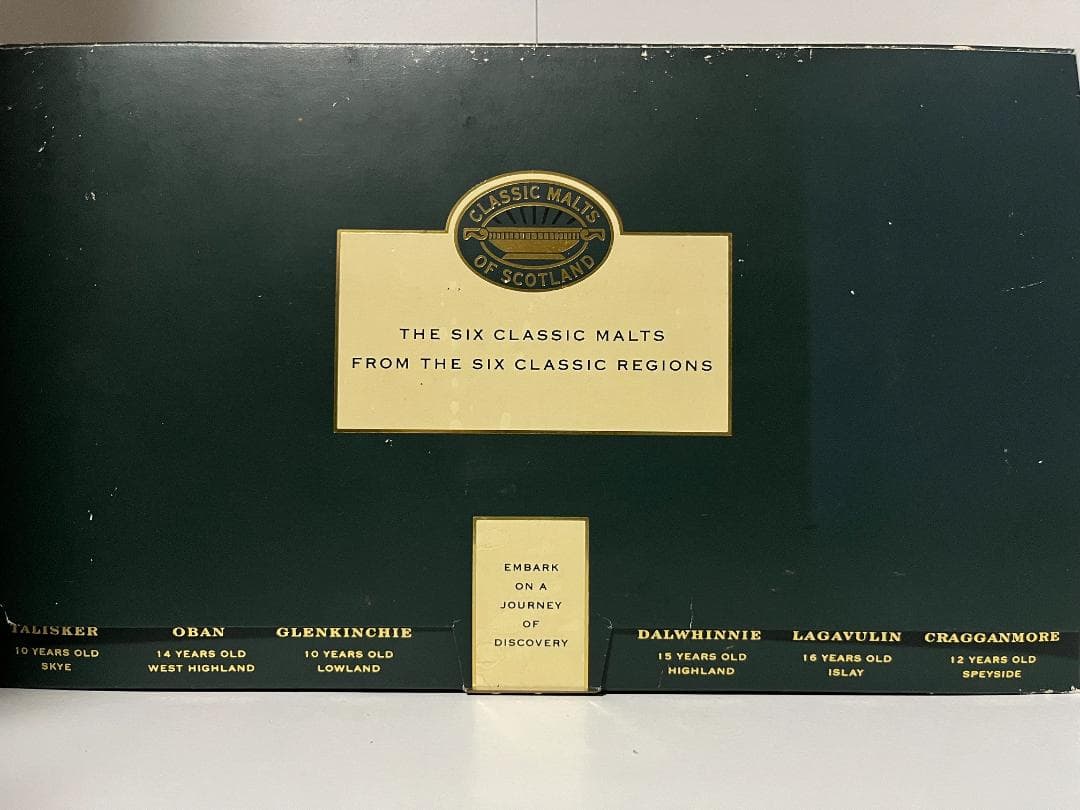 CLASSIC MALTS
OF SCOTLAND
THE SIX CLASSIC MALTS
FROM THE SIX CLASSIC REGIONS
EMBARK
ON A
JOURNEY
OF
DISCOVERY
TALISKER
10 YEARS OLD
SKYE
OBAN
14 YEARS OLD
WEST HIGHLAND
GLENKINCHIE
10 YEARS OLD
LOWLAND
DALWHINNIE
15 YEARS OLD
HIGHLAND
LAGAVULIN
16 YEARS OLD
ISLAY
CRAGGANMORE
12 YEARS OLD
SPEYSIDE